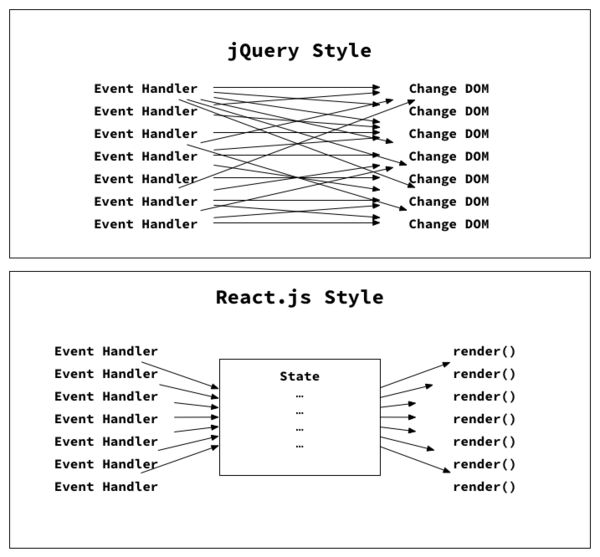 jQuery Style
Event Handler Change DOM
Event Handler Change DOM
Event Handler Change DOM
Event Handler Change DOM
Event Handler Change DOM
Event Handler Change DOM
Event Handler Change DOM
React.js Style
Event Handler render()
State
Event Handler render()
…
Event Handler render()
…
Event Handler render()
…
Event Handler render()
…
Event Handler render()
Event Handler render()